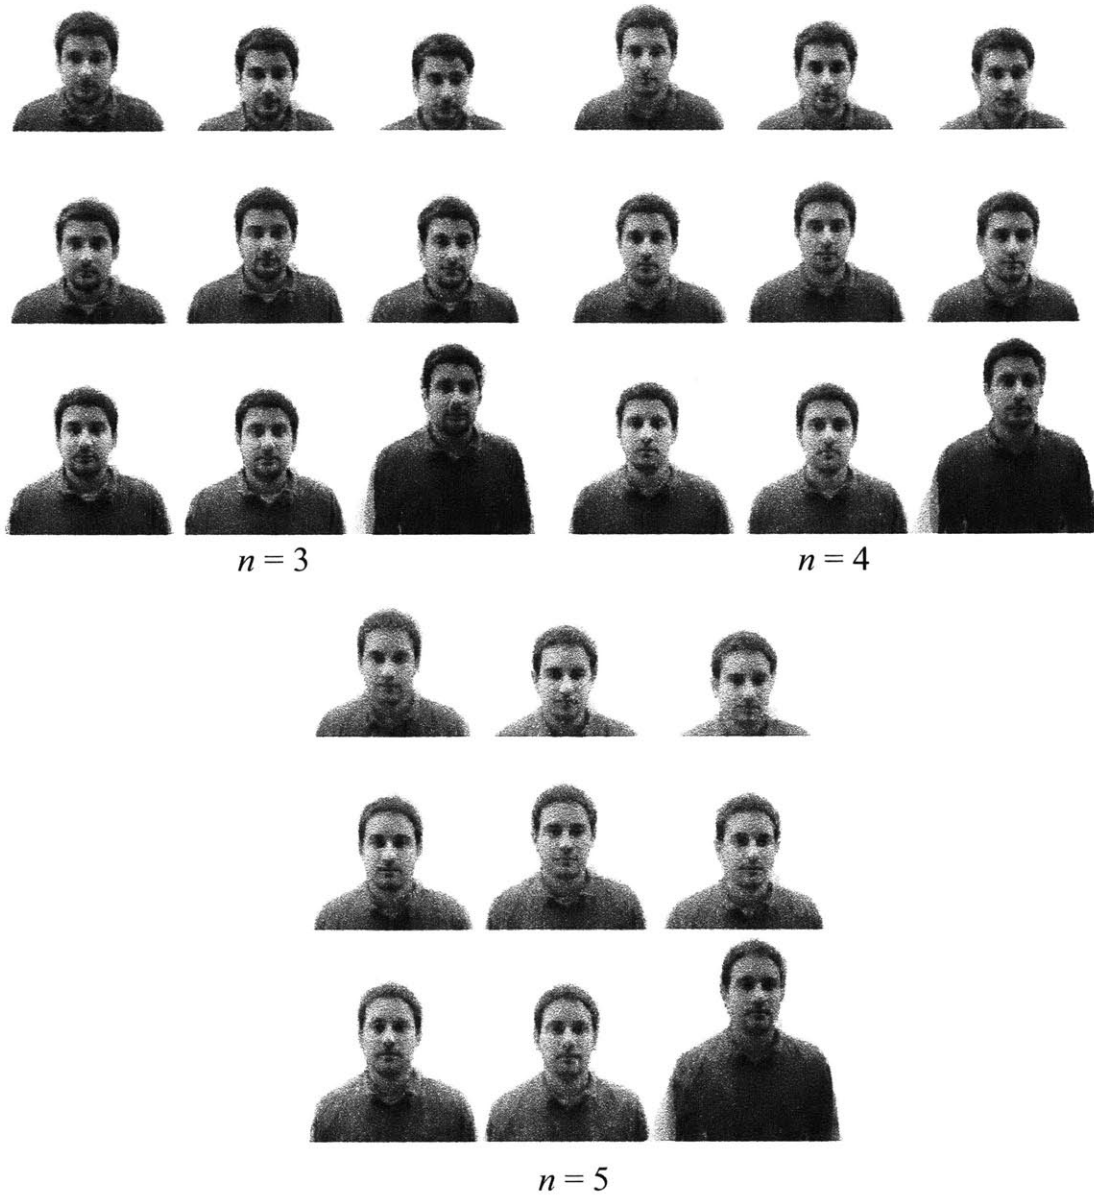 n = 3
n = 4
n = 5